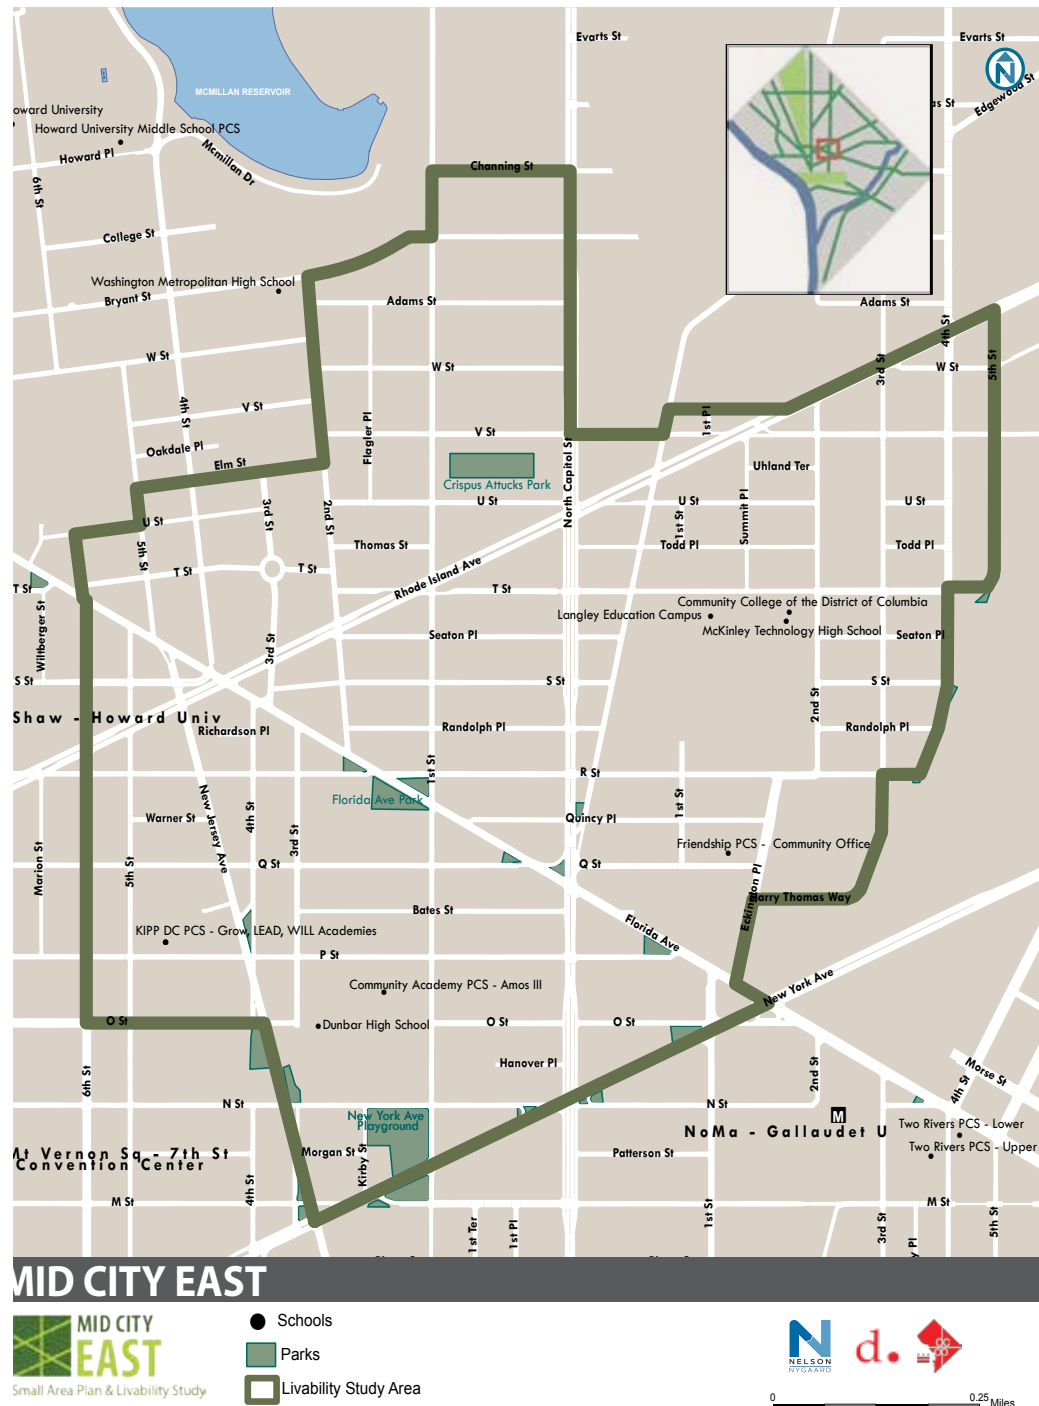 Evarts St
Evarts St
N
as St
Edgewood St
MCMILLAN RESERVOIR
oward University
Howard University Middle School PCS
Howard Pl
Mcmillan Dr
6th St
Channing St
College St
Washington Metropolitan High School
Bryant St
Adams St
Adams St
4th St
3rd St
5th St
W St
W St
W St
4th St
V St
Flagler Pl
V St
North Capitol St
1st Pl
Oakdale Pl
Elm St
Crispus Attucks Park
Uhland Ter
Summit Pl
U St
3rd St
2nd St
U St
U St
1st St
U St
5th St
Thomas St
Todd Pl
Todd Pl
T St
T St
T St
Rhode Island Ave
T St
Wiltberger St
Community College of the District of Columbia
Langley Education Campus
McKinley Technology High School
3rd St
Seaton Pl
Seaton Pl
S St
S St
S St
2nd St
Shaw - Howard Univ
Richardson Pl
Randolph Pl
Randolph Pl
1st St
R St
Florida Ave Park
New Jersey Ave
4th St
3rd St
1st St
Warner St
Quincy Pl
Marion St
5th St
Q St
Q St
Friendship PCS - Community Office
Eckington Pl
Harry Thomas Way
Bates St
Florida Ave
KIPP DC PCS - Grow, LEAD, WILL Academies
P St
New York Ave
Community Academy PCS - Amos III
O St
Dunbar High School
O St
O St
Hanover Pl
6th St
2nd St
Morse St
4th St
N St
N St
New York Ave
Playground
M
NoMa - Gallaudet U
Two Rivers PCS - Lower
Two Rivers PCS - Upper
Mt Vernon Sq - 7th St
Convention Center
Morgan St
Kirby St
Patterson St
4th St
M St
1st Ter
1st Pl
1st St
M St
3rd St
5th St
y Pl
MID CITY EAST
MID CITY
EAST
Small Area Plan & Livability Study
Schools
Parks
Livability Study Area
N
NELSON
NYGAARD
d.
0
0.25 Miles